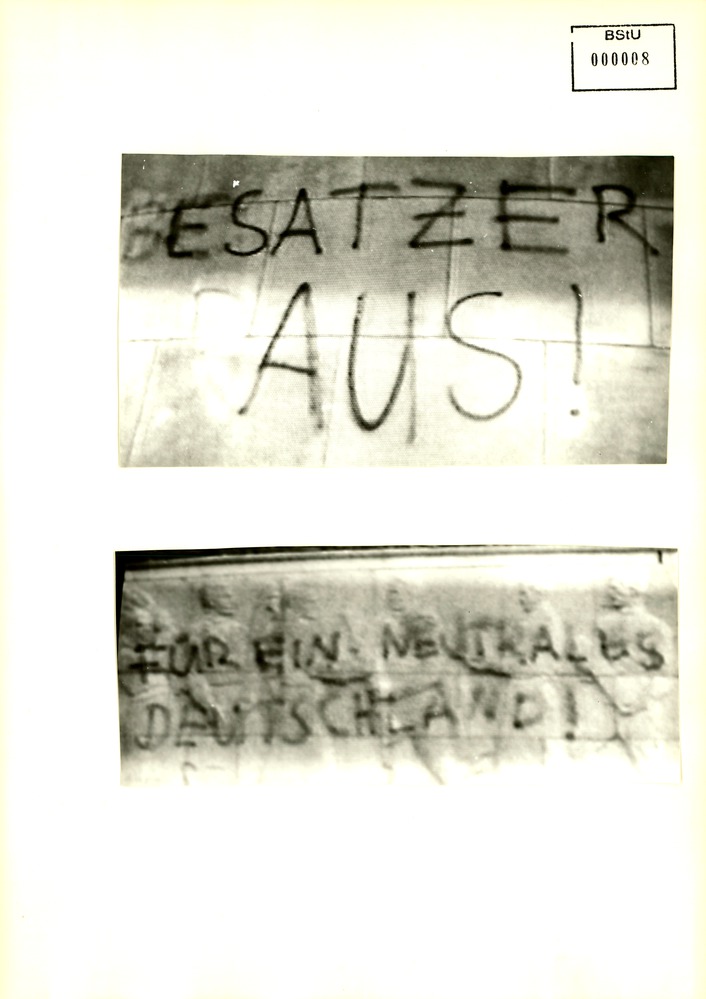 BStU
000008
BESATZER
AUS!
FÜR EIN NEUTRALES
DEUTSCHLAND!